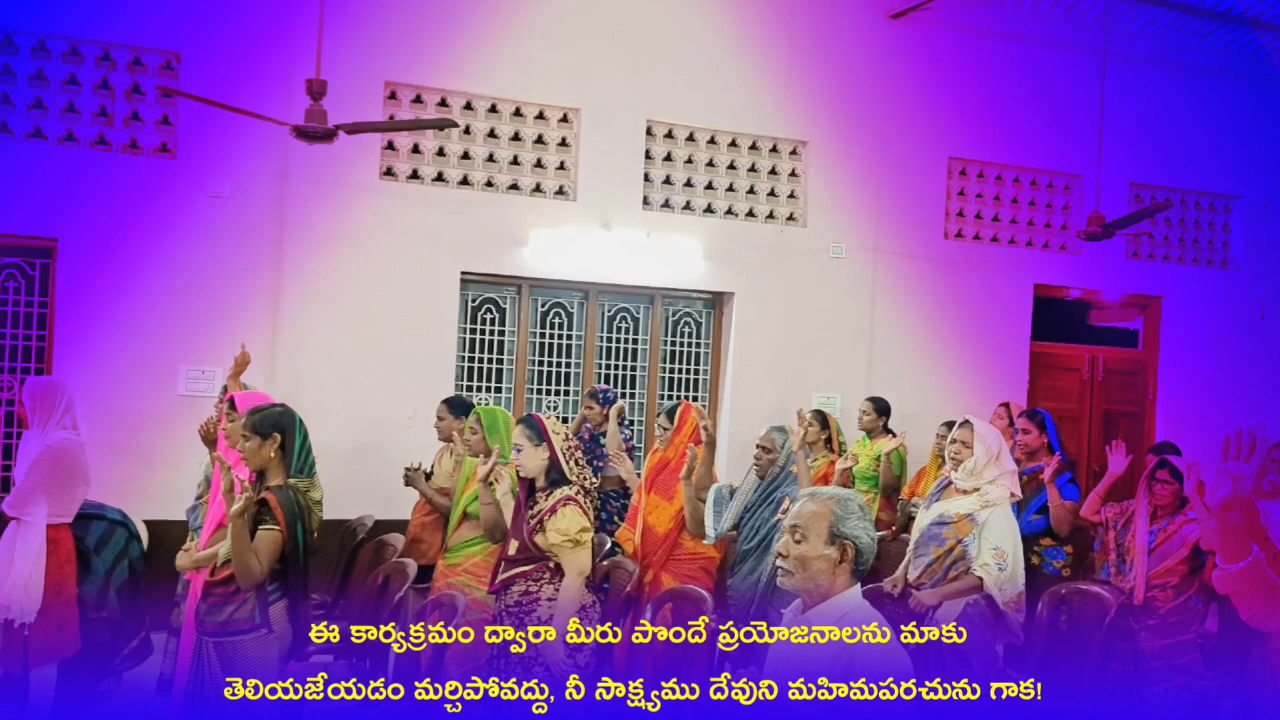 ఈ కార్యక్రమం ద్వారా మీరు పొందే ప్రయోజనాలను మాకు
తెలియజేయడం మర్చిపోవద్దు, నీ సాక్ష్యము దేవుని మహిమపరచును గాక!